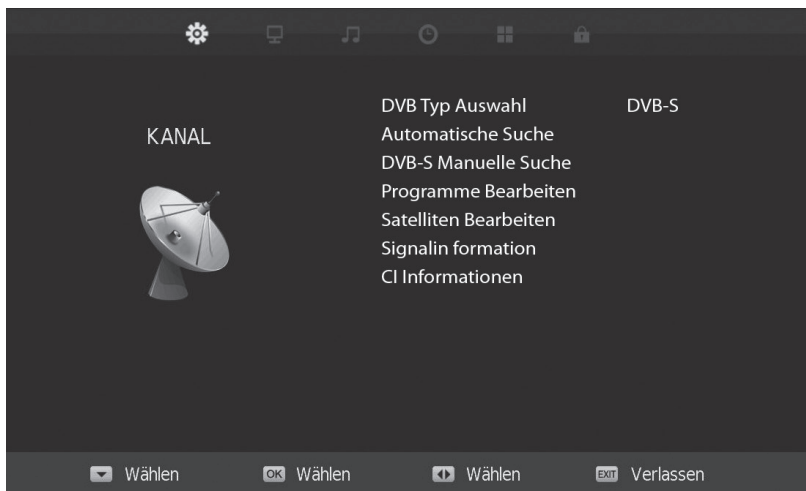 DVB Typ Auswahl DVB-S
KANAL
Automatische Suche
DVB-S Manuelle Suche
Programme Bearbeiten
Satelliten Bearbeiten
Signalin formation
CI Informationen
Wählen OK Wählen Wählen EXIT Verlassen